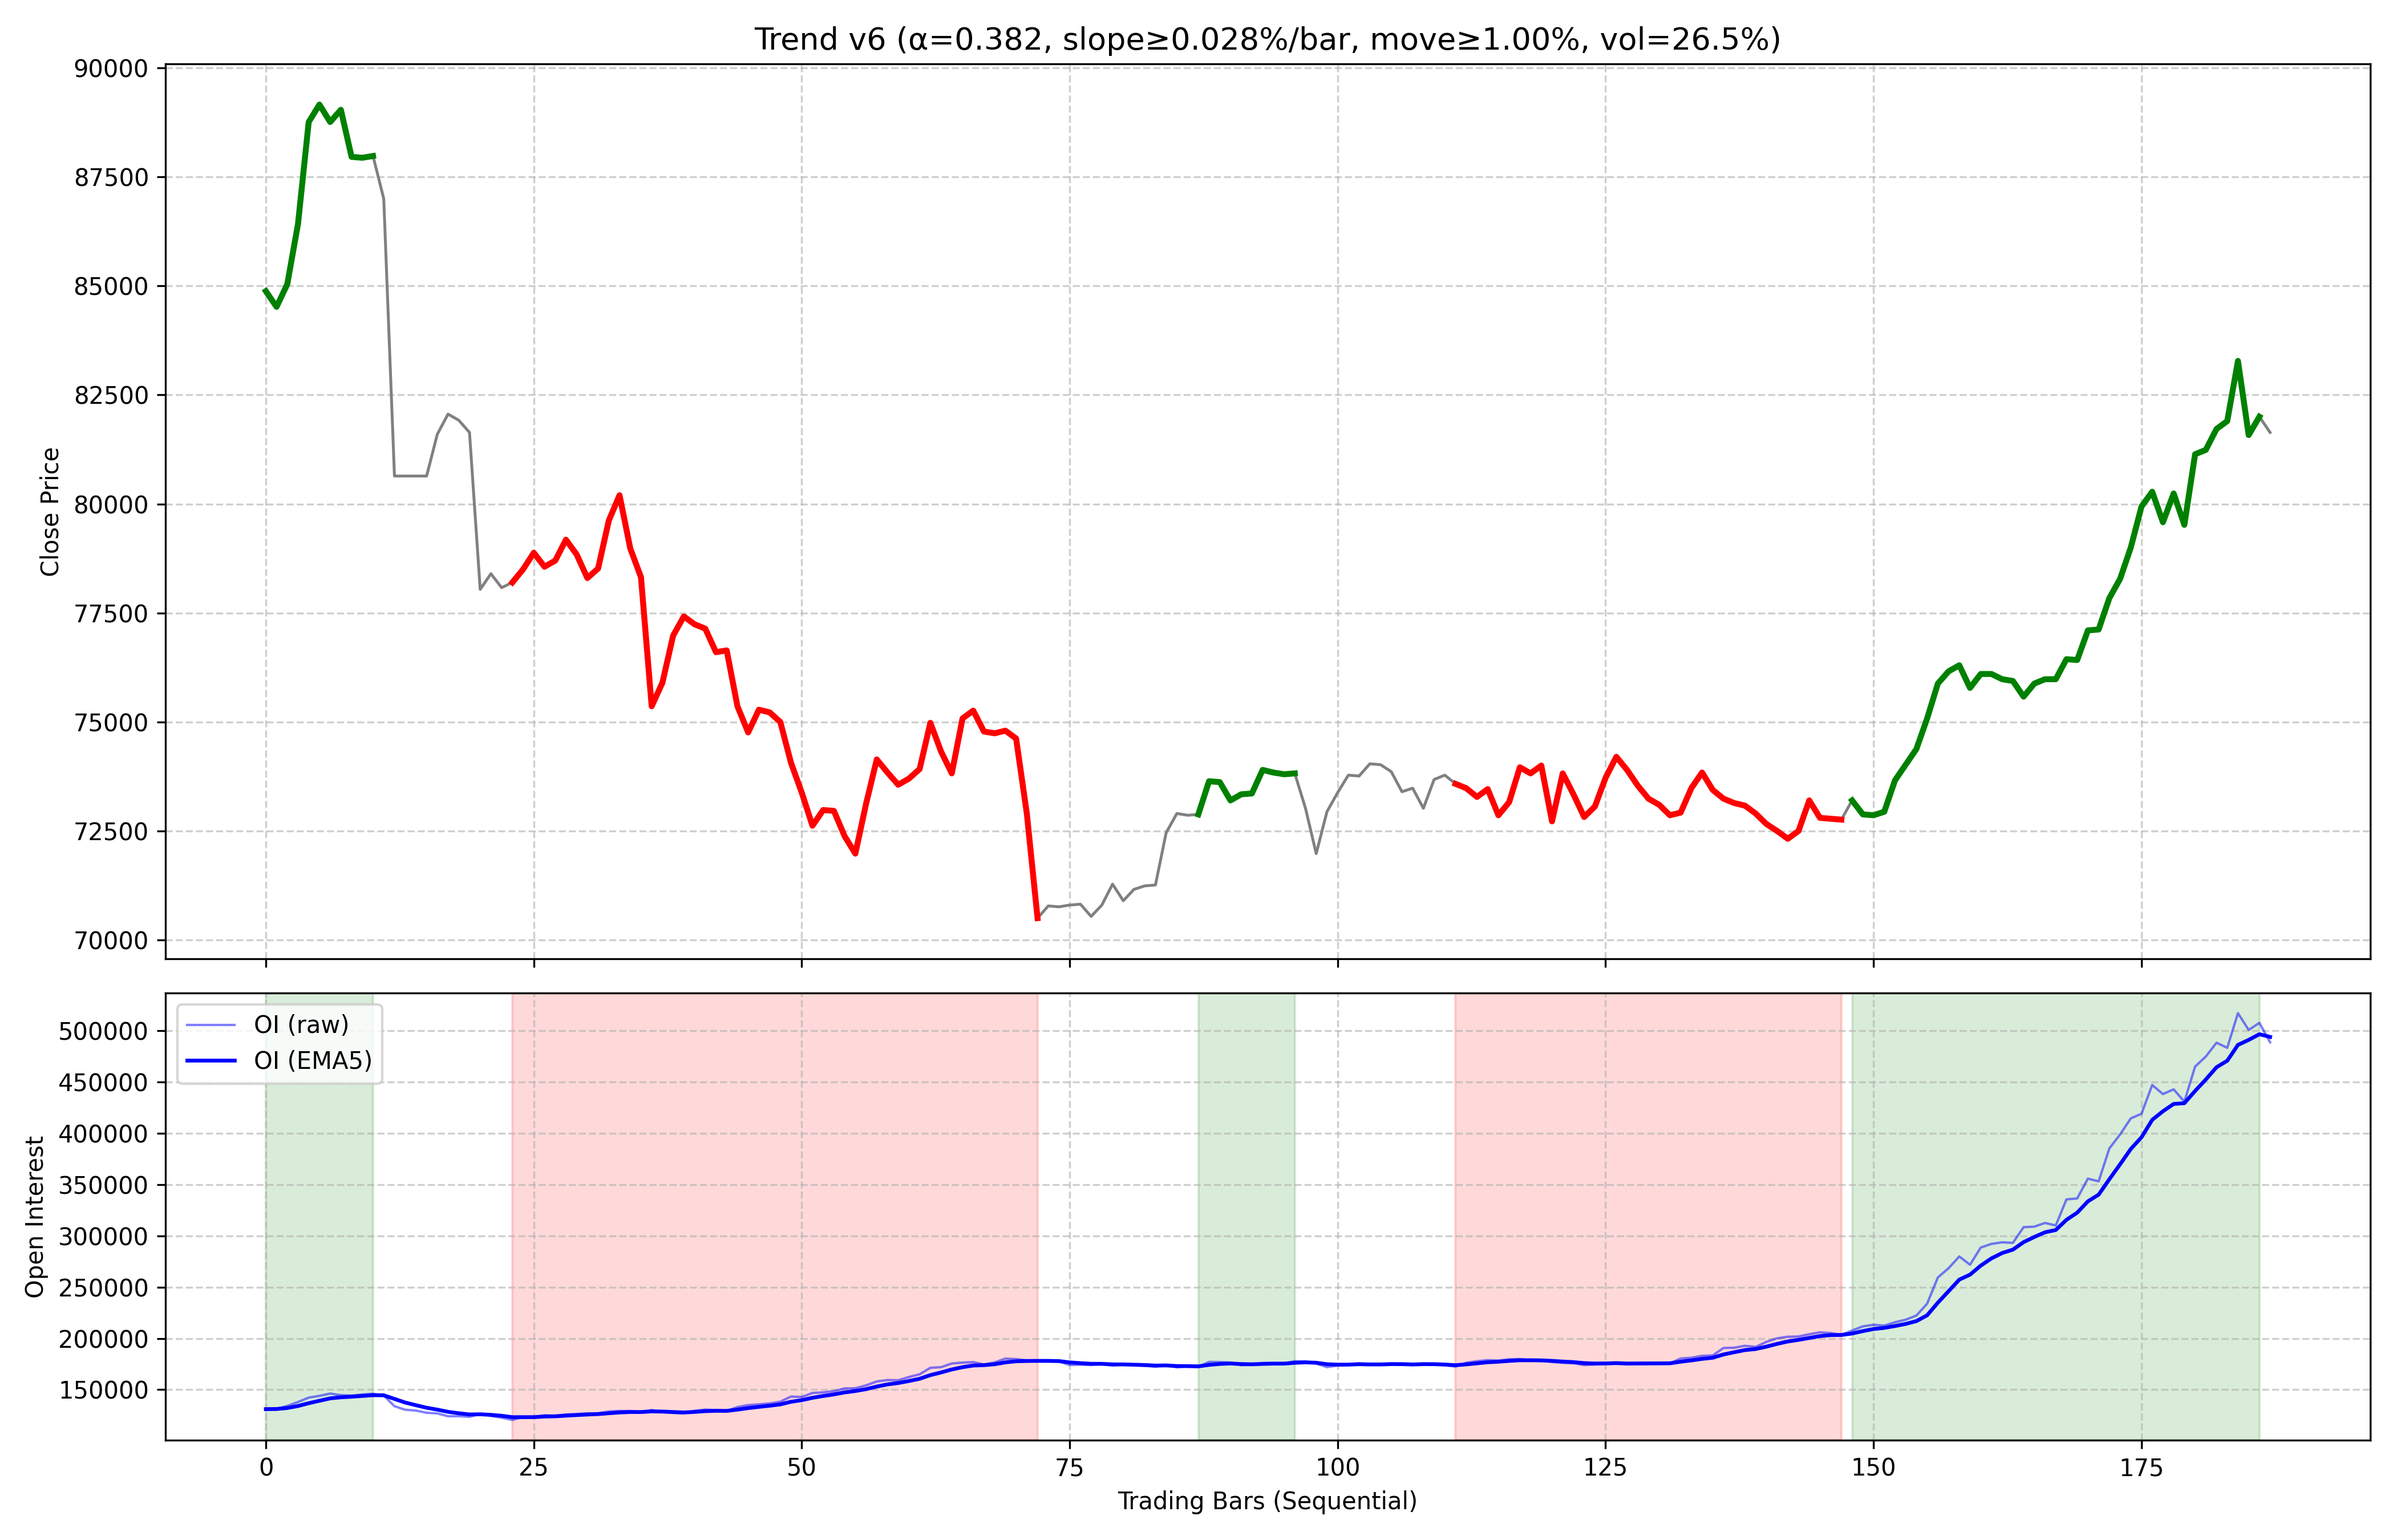 Trend v6 (α=0.382, slope≥0.028%/bar, move≥1.00%, vol=26.5%)
90000
87500
85000
82500
80000
77500
75000
72500
70000
Close Price
OI (raw)
OI (EMA5)
500000
450000
400000
350000
300000
250000
200000
150000
Open Interest
0 25 50 75 100 125 150 175
Trading Bars (Sequential)